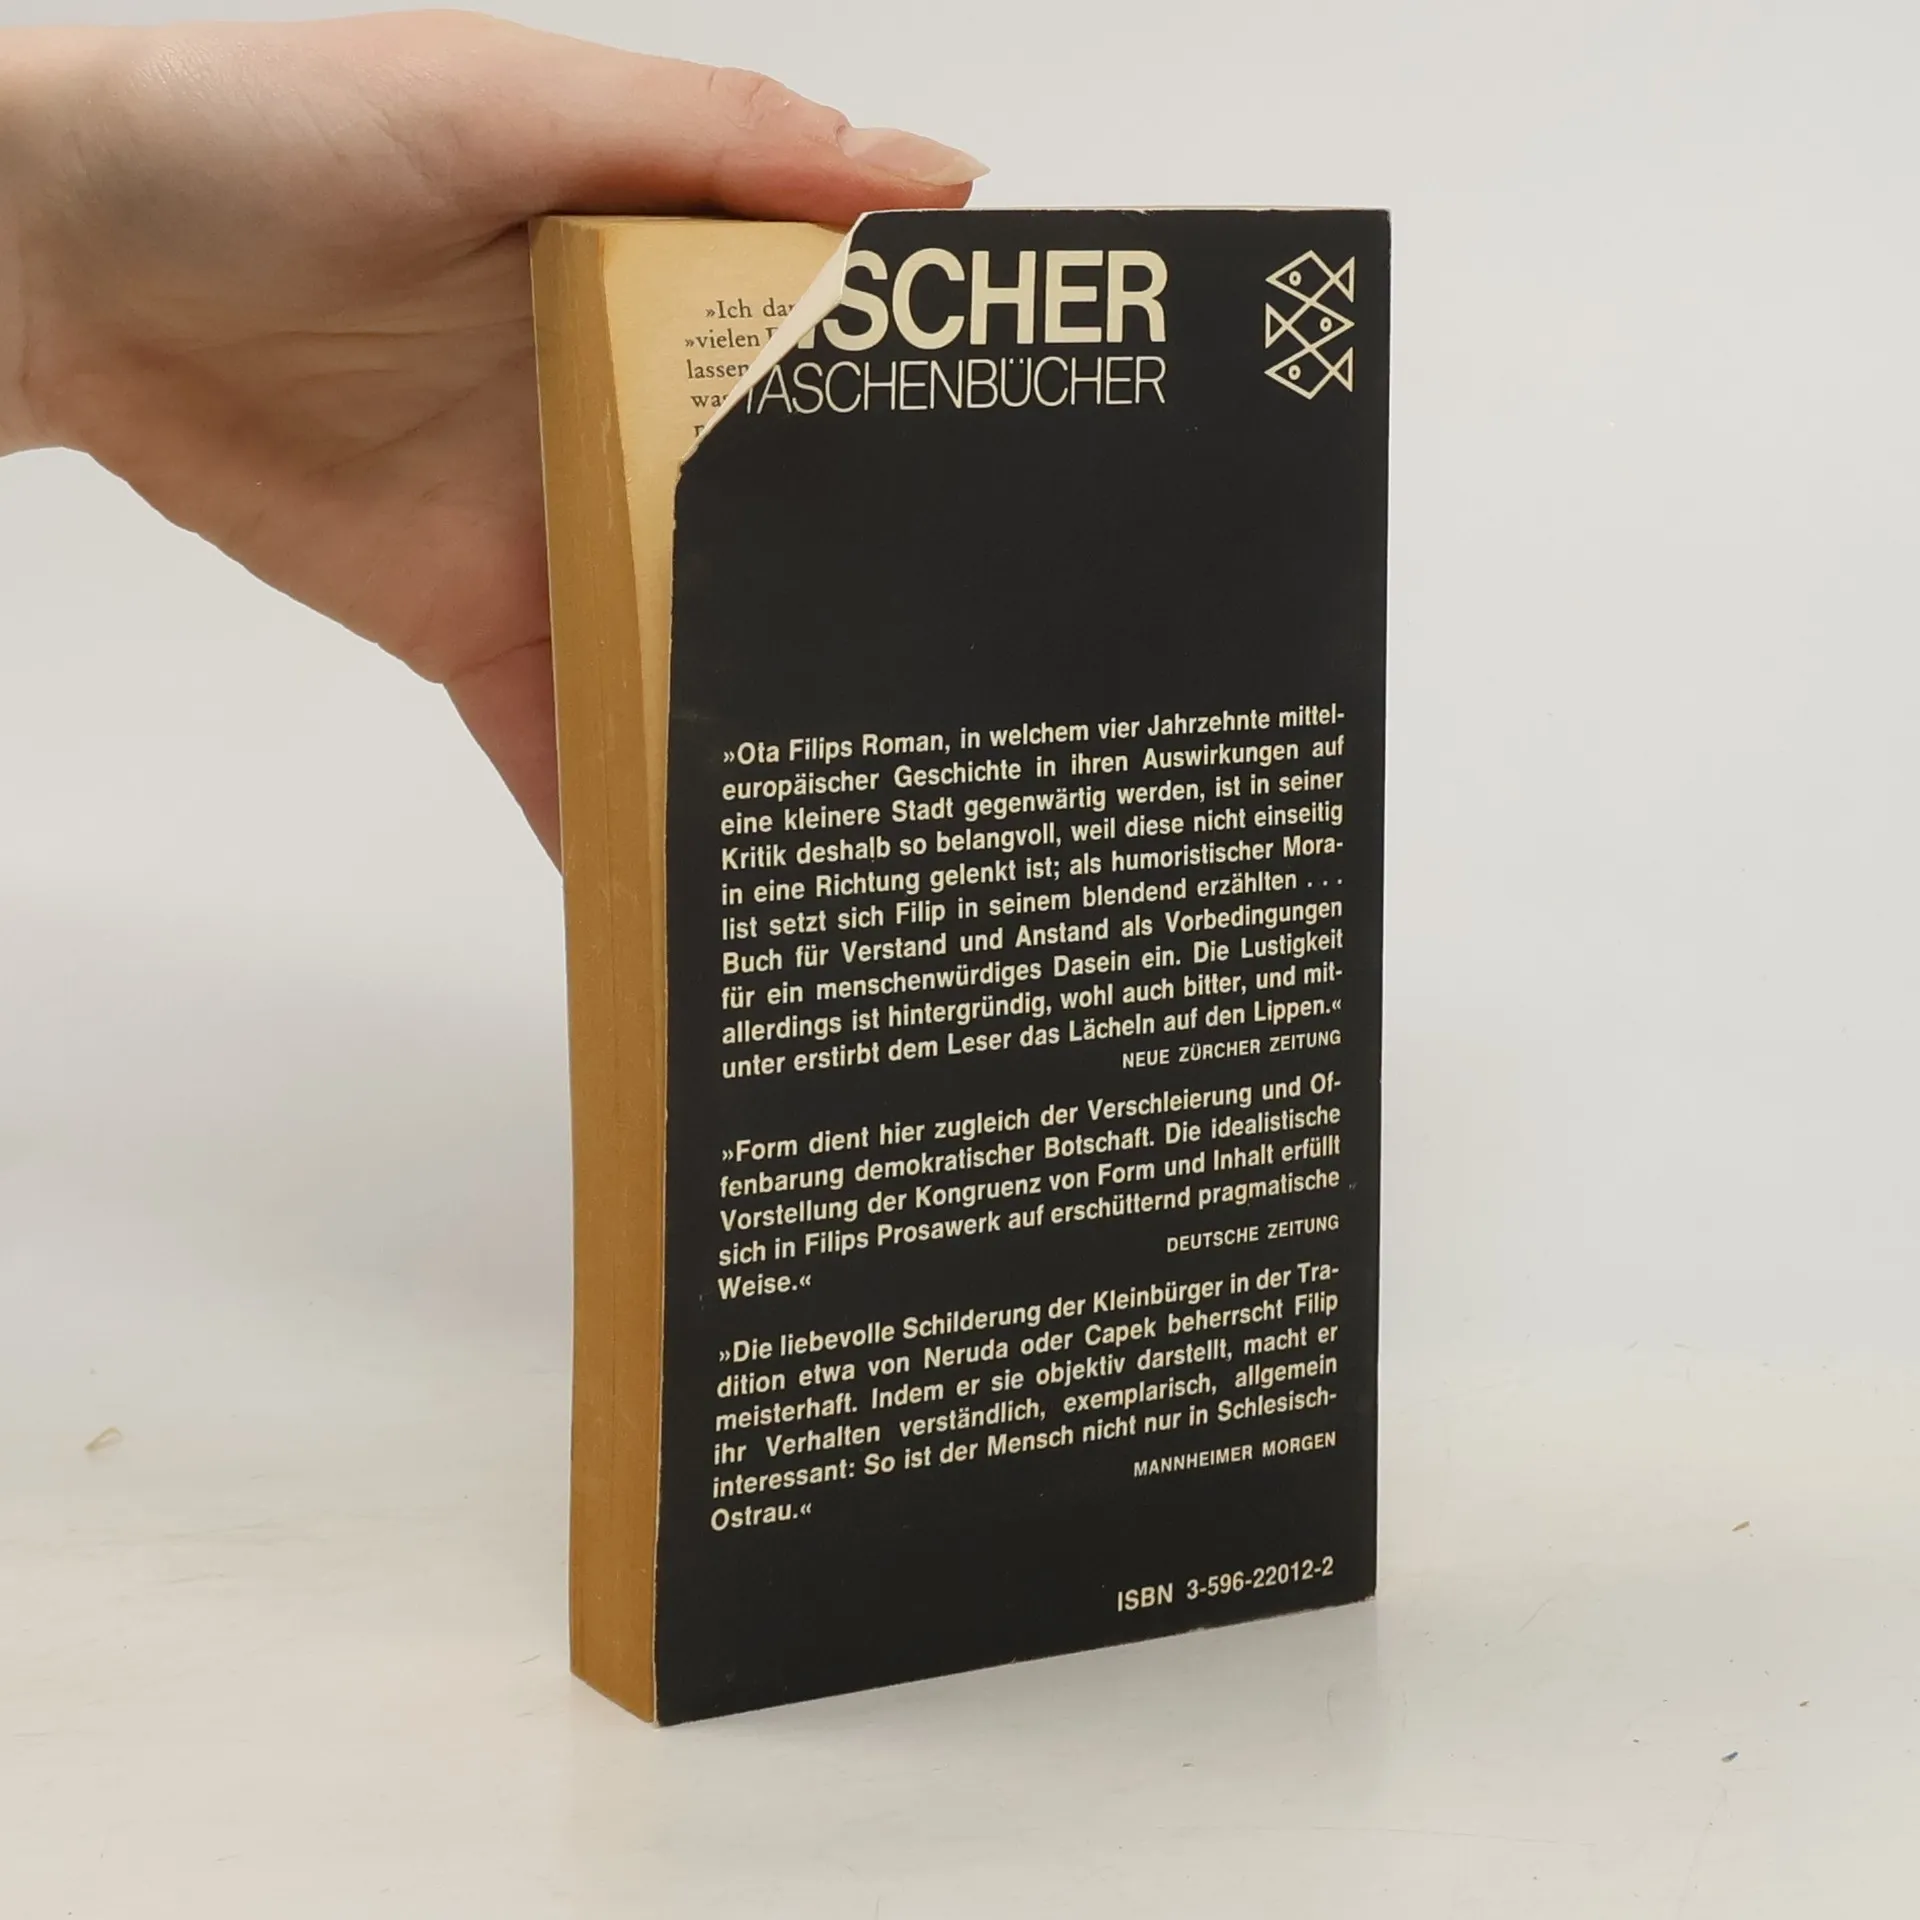 »Ich
»vielen
ISCHER
TASCHENBÜCHER
»Ota Filips Roman, in welchem vier Jahrzehnte mittel-
europäischer Geschichte in ihren Auswirkungen auf
eine kleinere Stadt gegenwärtig werden, ist in seiner
Kritik deshalb so belangvoll, weil diese nicht einseitig
in eine Richtung gelenkt ist; als humoristischer Mora-
list setzt sich Filip in seinem blendend erzählten . . .
Buch für Verstand und Anstand als Vorbedingungen
für ein menschenwürdiges Dasein ein. Die Lustigkeit
allerdings ist hintergründig, wohl auch bitter, und mit-
unter erstirbt dem Leser das Lächeln auf den Lippen.«
NEUE ZÜRCHER ZEITUNG
»Form dient hier zugleich der Verschleierung und Of-
fenbarung demokratischer Botschaft. Die idealistische
Vorstellung der Kongruenz von Form und Inhalt erfüllt
sich in Filips Prosawerk auf erschütternd pragmatische
Weise.«
DEUTSCHE ZEITUNG
»Die liebevolle Schilderung der Kleinbürger in der Tra-
dition etwa von Neruda oder Capek beherrscht Filip
meisterhaft. Indem er sie objektiv darstellt, macht er
ihr Verhalten verständlich, exemplarisch, allgemein
interessant: So ist der Mensch nicht nur in Schlesisch-
Ostrau.«
MANNHEIMER MORGEN
ISBN 3-596-22012-2